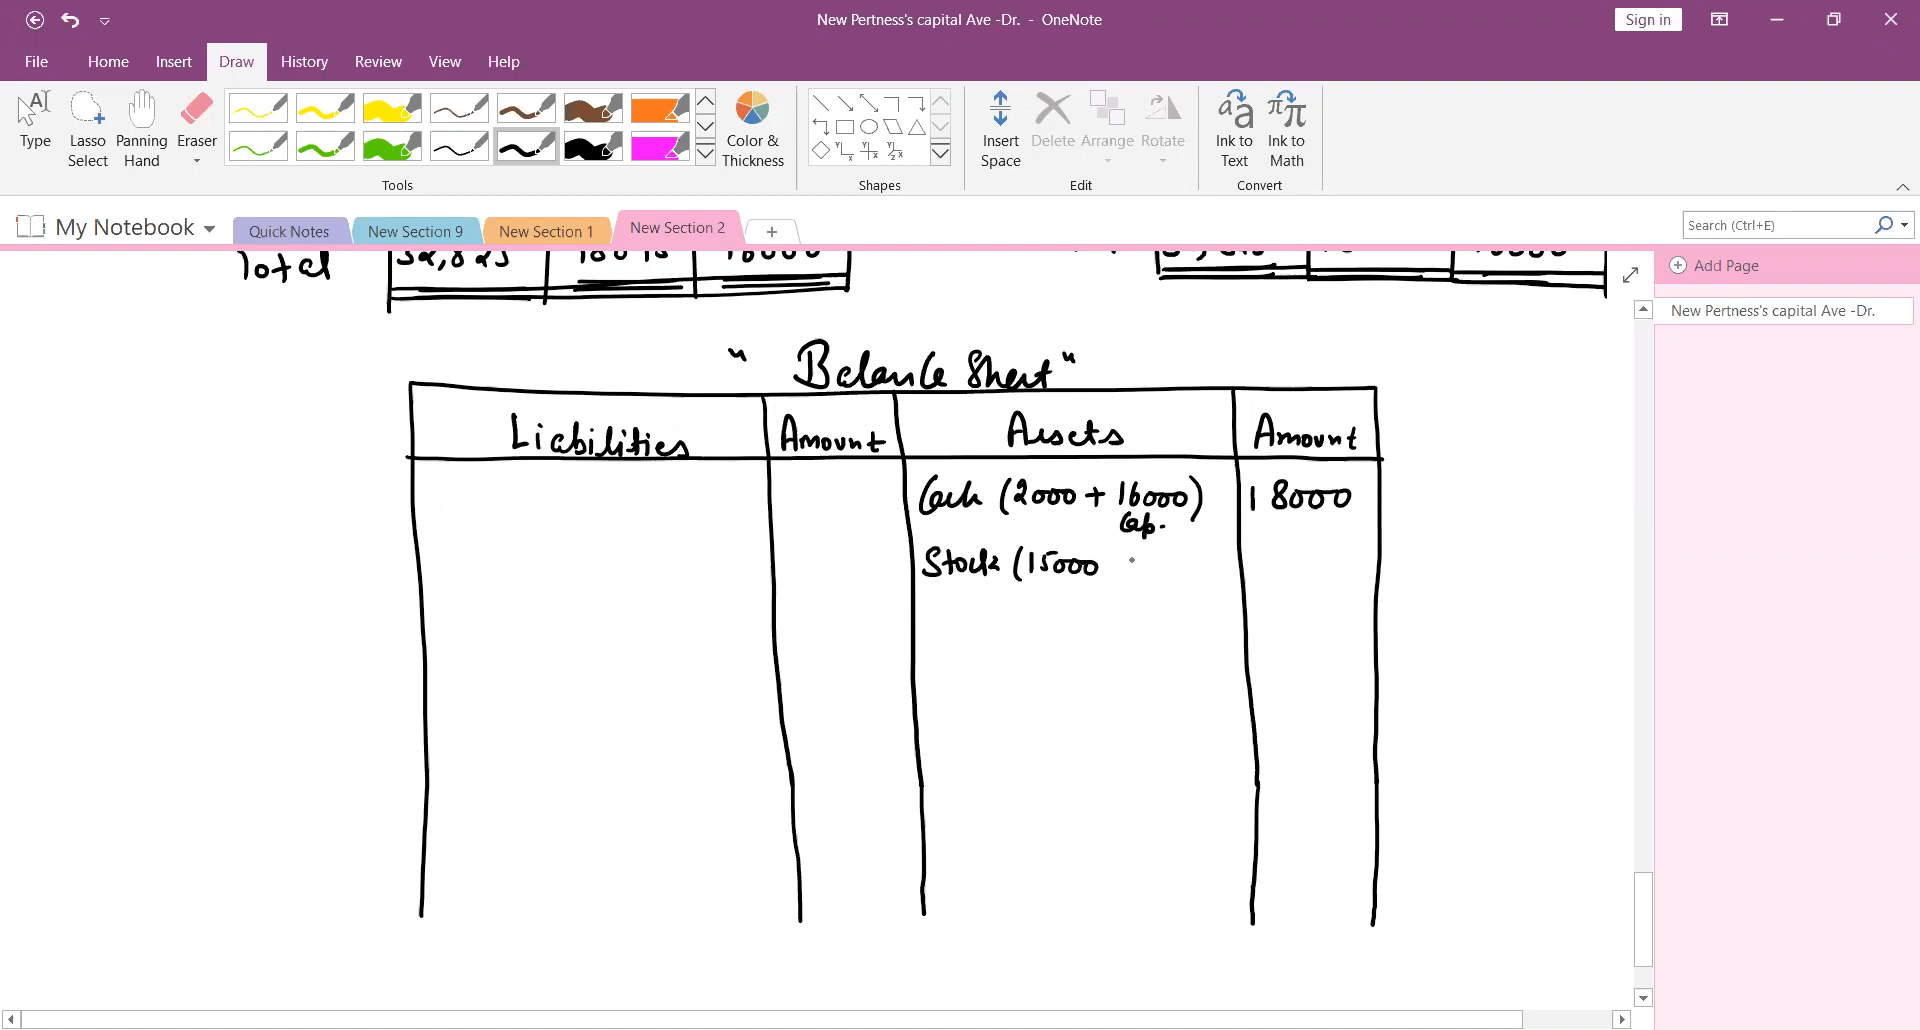 New Pertness's capital Ave -Dr. - OneNote
Sign in
File Home Insert Draw History Review View Help
Type
Lasso Select
Panning Hand
Eraser
Color & Thickness
Insert Space
Delete
Arrange
Rotate
Ink to Text
Ink to Math
Tools
Shapes
Edit
Convert
My Notebook
Quick Notes
New Section 9
New Section 1
New Section 2
Search (Ctrl+E)
Add Page
New Pertness's capital Ave -Dr.
Total 32,825
" Balance Sheet "
Liabilities Amount Assets Amount
Cash (2000 + 16000) 18000
Cap.
Stock (15000